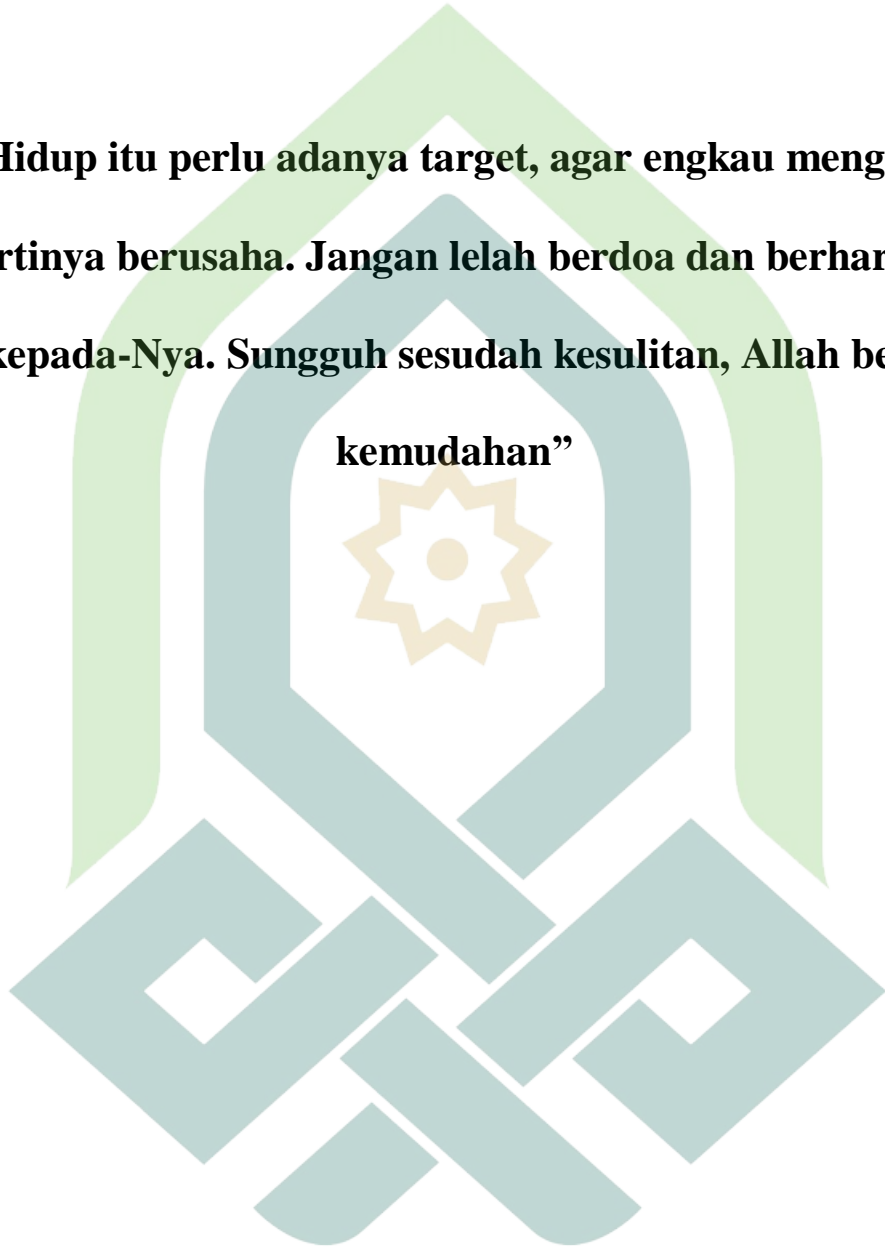 Hidup itu perlu adanya target, agar engkau meng
rtinya berusaha. Jangan lelah berdoa dan berhar
kepada-Nya. Sungguh sesudah kesulitan, Allah be
kemudahan”